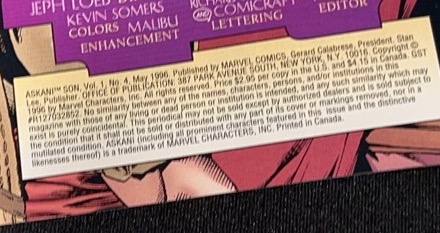 JEPH LOEB
KEVIN SOMERS
COLORS MALIBU
ENHANCEMENT
RICHARD
AND COMICRAFT
LETTERING
EDITOR
ASKANI™ SON, Vol. 1, No. 4, May 1996. Published by MARVEL COMICS, Gerard Calabrese, President, Stan
Lee, Publisher. OFFICE OF PUBLICATION: 387 PARK AVENUE SOUTH, NEW YORK, N.Y. 10016. Copyright ©
1996 by Marvel Characters, Inc. All rights reserved. Price $2.95 per copy in the U.S. and $4.15 in Canada. GST
#R127032852. No similarity between any of the names, characters, persons, and/or institutions in this
magazine with those of any living or dead person or institution is intended, and any such similarity which may
exist is purely coincidental. This periodical may not be sold except by authorized dealers and is sold subject to
the condition that it shall not be sold or distributed with any part of its cover or markings removed, nor in a
mutilated condition. ASKANI (including all prominent characters featured in this issue and the distinctive
likenesses thereof) is a trademark of MARVEL CHARACTERS, INC. Printed in Canada.